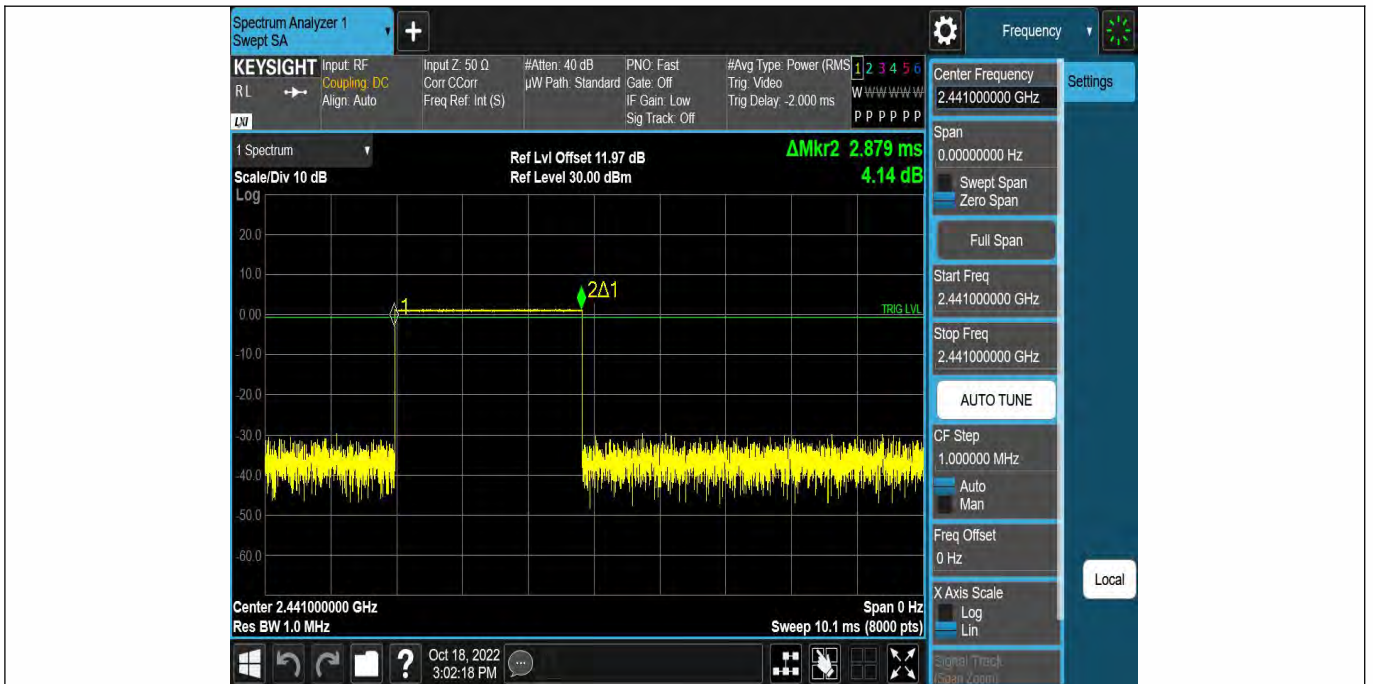 Spectrum Analyzer 1
Swept SA
+
Frequency
KEYSIGHT
RL
LXI
Input: RF
Coupling: DC
Align: Auto
Input Z: 50 Ω
Corr CCorr
Freq Ref: Int (S)
#Atten: 40 dB
µW Path: Standard
PNO: Fast
Gate: Off
IF Gain: Low
Sig Track: Off
#Avg Type: Power (RMS
Trig: Video
Trig Delay: -2.000 ms
1 2 3 4 5 6
W W W W W W
P P P P P P
1 Spectrum
Scale/Div 10 dB
Log
Ref Lvl Offset 11.97 dB
Ref Level 30.00 dBm
ΔMkr2 2.879 ms
4.14 dB
20.0
10.0
0.00
-10.0
-20.0
-30.0
-40.0
-50.0
-60.0
1
2Δ1
TRIG LVL
Center 2.441000000 GHz
Res BW 1.0 MHz
Span 0 Hz
Sweep 10.1 ms (8000 pts)
Center Frequency
2.441000000 GHz
Settings
Span
0.00000000 Hz
Swept Span
Zero Span
Full Span
Start Freq
2.441000000 GHz
Stop Freq
2.441000000 GHz
AUTO TUNE
CF Step
1.000000 MHz
Auto
Man
Freq Offset
0 Hz
X Axis Scale
Log
Lin
Signal Track
(Span Zoom)
Local
?
Oct 18, 2022
3:02:18 PM